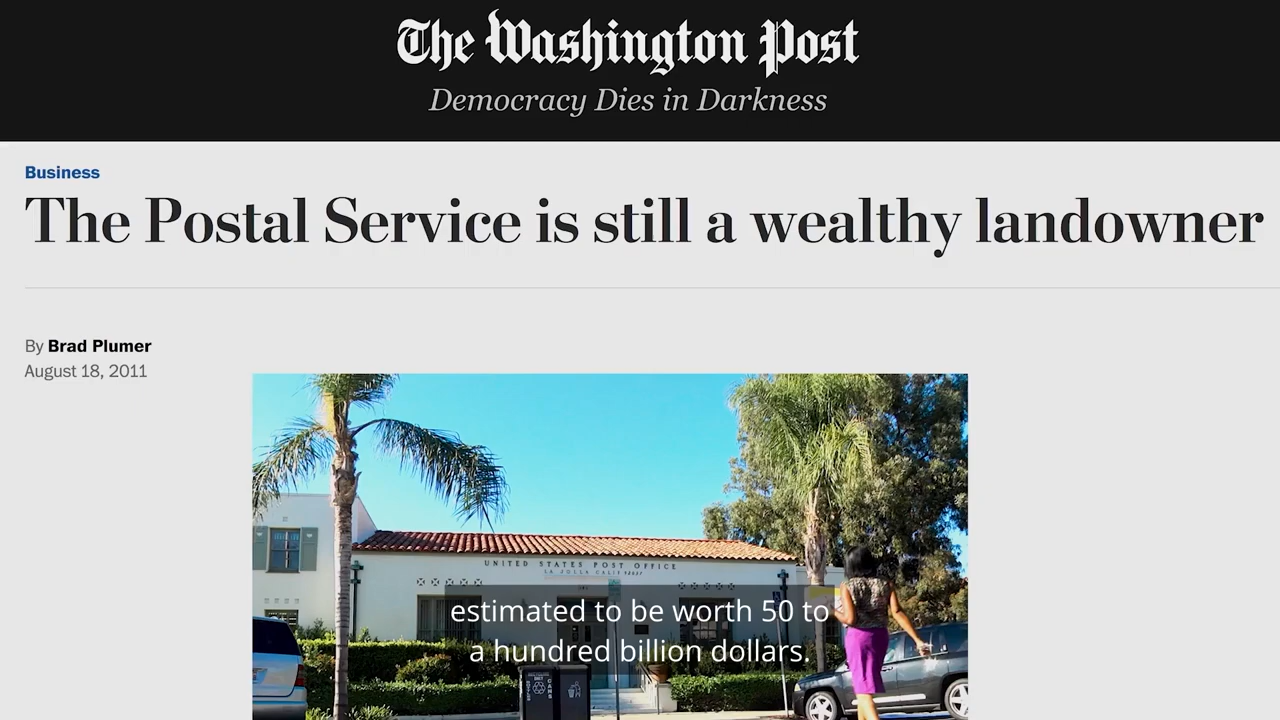 The Washington Post
Democracy Dies in Darkness
Business
The Postal Service is still a wealthy landowner
By Brad Plumer
August 18, 2011
UNITED STATES POST OFFICE
estimated to be worth 50 to
a hundred billion dollars.